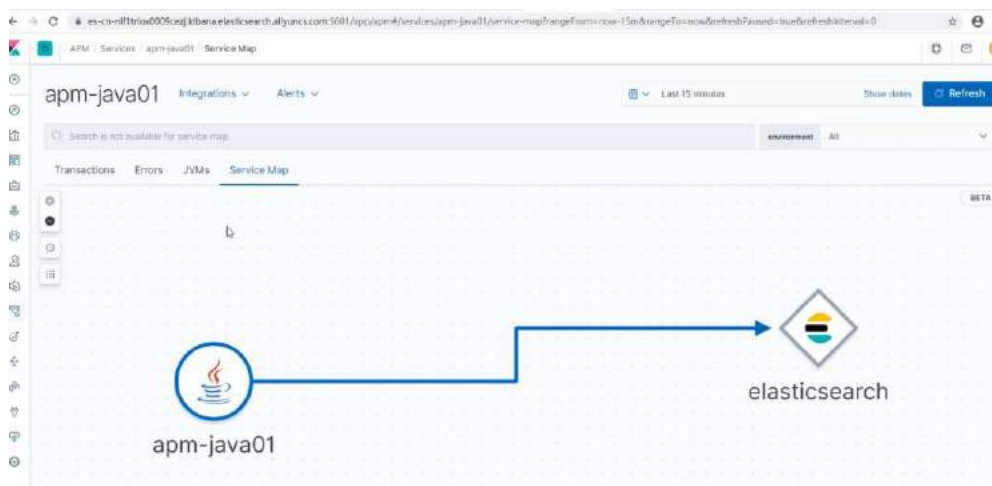 APM / Services / apm-java01 / Service Map
apm-java01 Integrations Alerts Last 15 minutes Show dates Refresh
Search is not available for service map environment All
Transactions Errors JVMs Service Map
BETA
elasticsearch
apm-java01